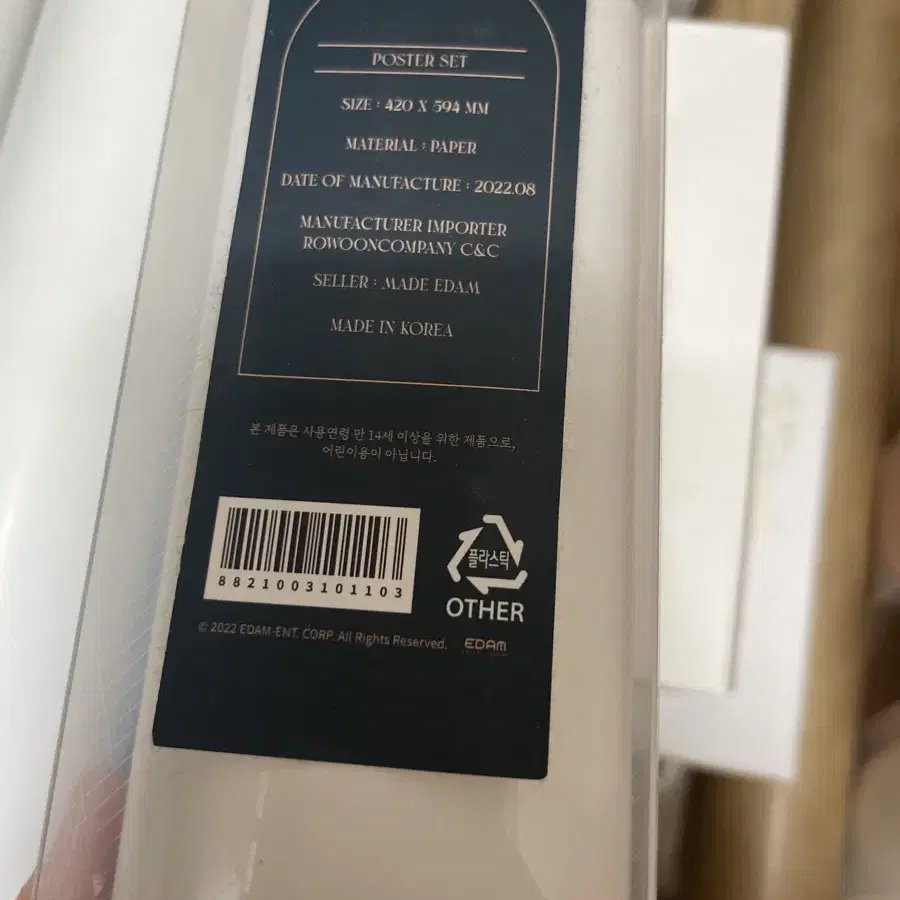 POSTER SET
SIZE : 420 X 594 MM
MATERIAL : PAPER
DATE OF MANUFACTURE : 2022.08
MANUFACTURER IMPORTER
ROWOONCOMPANY C&C
SELLER : MADE EDAM
MADE IN KOREA
본 제품은 사용연령 만 14세 이상을 위한 제품으로,
어린이용이 아닙니다.
8821003101103
플라스틱
OTHER
© 2022 EDAM-ENT. CORP. All Rights Reserved.
EDAM